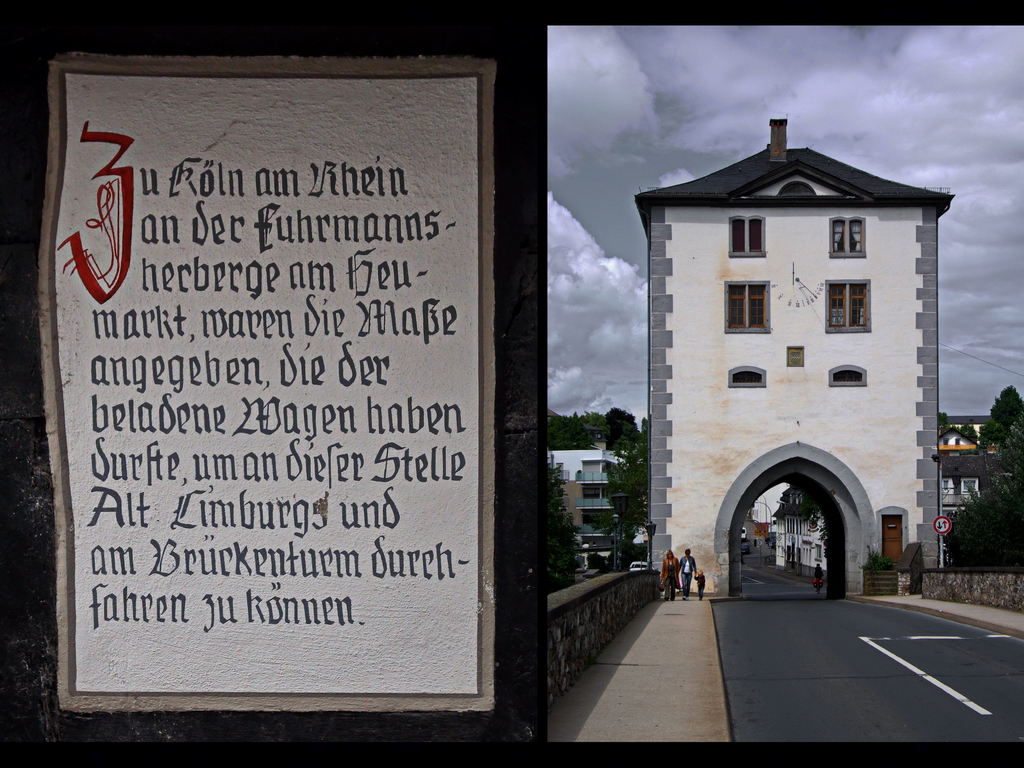 Zu Köln am Rhein
an der Fuhrmanns-
herberge am Heu-
markt, waren die Maße
angegeben, die der
beladene Wagen haben
durfte, um an dieser Stelle
Alt Limburgs und
am Brückenturm durch-
fahren zu können.